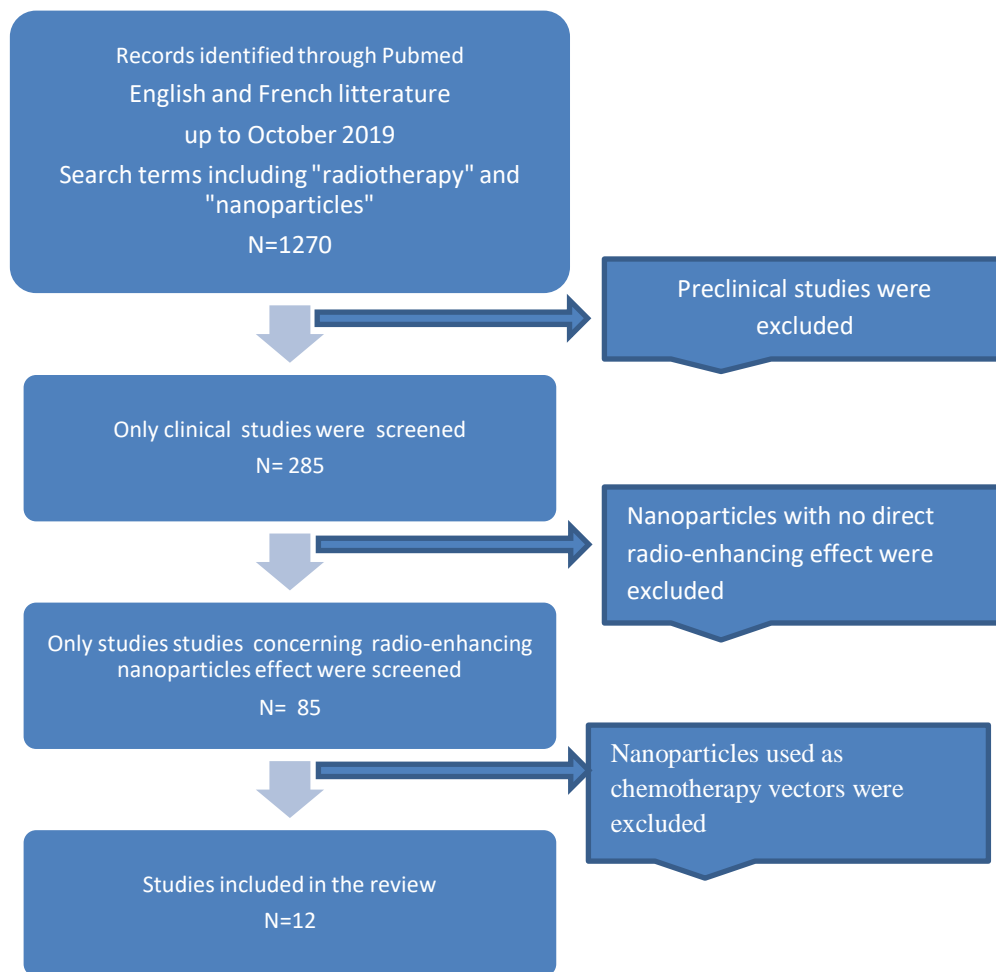 Records identified through Pubmed
English and French litterature
up to October 2019
Search terms including "radiotherapy" and
"nanoparticles"
N=1270
Preclinical studies were
excluded
Only clinical studies were screened
N= 285
Nanoparticles with no direct
radio-enhancing effect were
excluded
Only studies studies concerning radio-enhancing
nanoparticles effect were screened
N= 85
Nanoparticles used as
chemotherapy vectors were
excluded
Studies included in the review
N=12